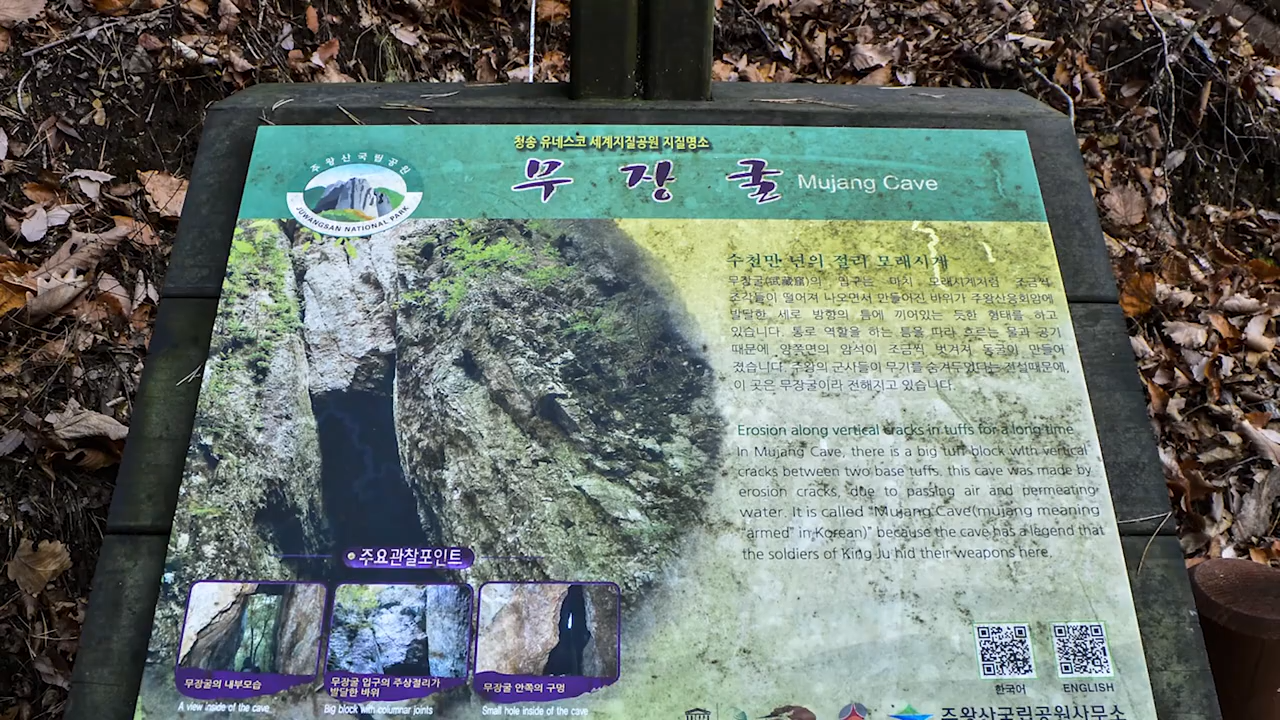 청송 유네스코 세계지질공원 지질명소
무장굴 Mujang Cave
주왕산국립공원
JUWANGSAN NATIONAL PARK
수천만 년의 절리 모래시계
무장굴(武藏窟)의 입구는 마치 모래시계처럼 조금씩
조각들이 떨어져 나오면서 만들어진 바위가 주왕산응회암에
발달한 세로 방향의 틈에 끼어있는 듯한 형태를 하고
있습니다. 통로 역할을 하는 틈을 따라 흐르는 물과 공기
때문에 양쪽면의 암석이 조금씩 벗겨져 동굴이 만들어
졌습니다. 주왕의 군사들이 무기를 숨겨두었다는 전설때문에,
이 곳은 무장굴이라 전해지고 있습니다.
Erosion along vertical cracks in tuffs for a long time
In Mujang Cave, there is a big tuff block with vertical
cracks between two base tuffs. this cave was made by
erosion cracks, due to passing air and permeating
water. It is called "Mujang Cave(mujang meaning
"armed" in Korean)" because the cave has a legend that
the soldiers of King Ju hid their weapons here.
주요관찰포인트
무장굴의 내부모습
A view inside of the cave
무장굴 입구의 주상절리가
발달한 바위
Big block with columnar joints
무장굴 안쪽의 구멍
Small hole inside of the cave
한국어
ENGLISH
주왕산국립공원사무소